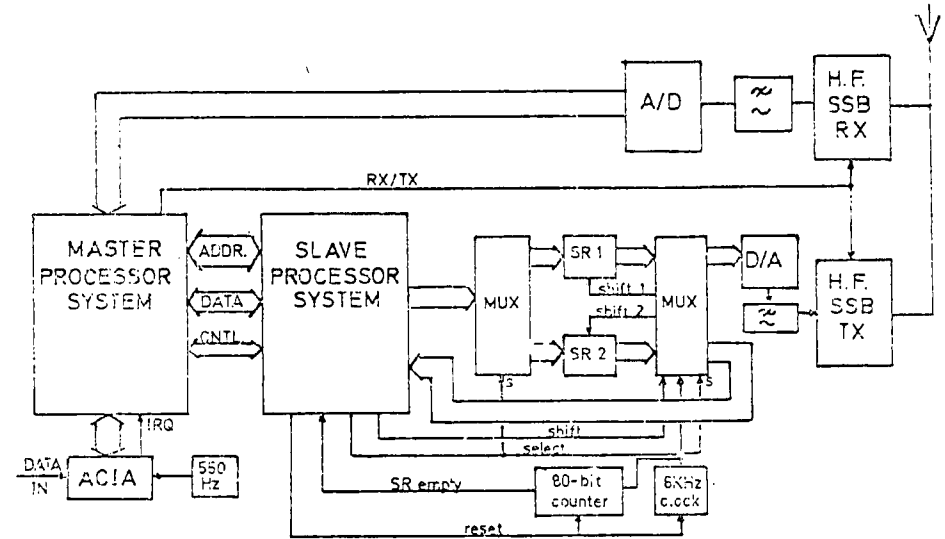 A/D
H.F.
SSB
RX
RX/TX
MASTER
PROCESSOR
SYSTEM
ADDR.
DATA
CNTL
SLAVE
PROCESSOR
SYSTEM
MUX
SR 1
shift 1
shift 2
SR 2
MUX
D/A
H.F.
SSB
TX
S
S
shift
select
IRQ
DATA
IN
ACIA
560
Hz
SR empty
80-bit
counter
6KHz
clock
reset